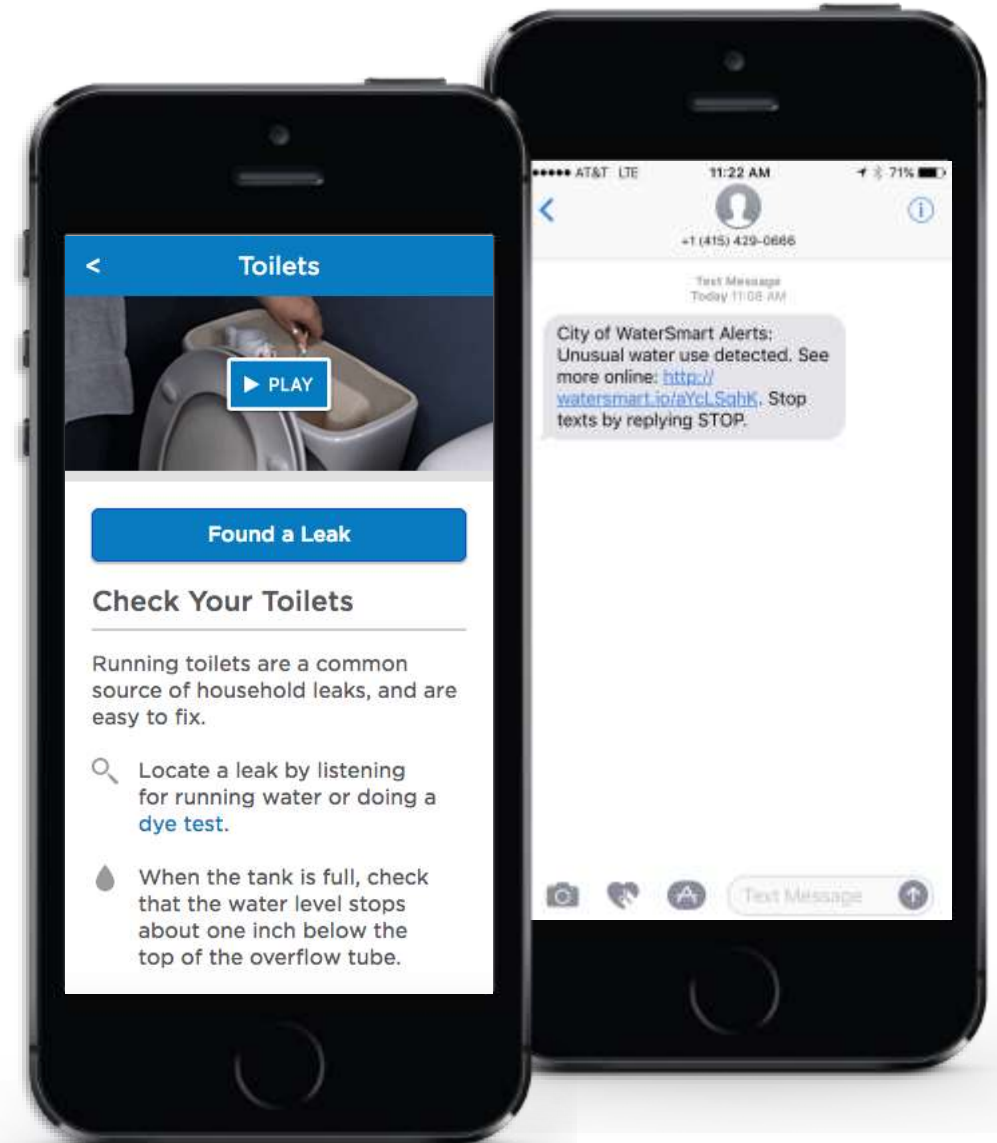 <
Toilets
PLAY
Found a Leak
Check Your Toilets
Running toilets are a common
source of household leaks, and are
easy to fix.
Locate a leak by listening
for running water or doing a
dye test.
When the tank is full, check
that the water level stops
about one inch below the
top of the overflow tube.
AT&T LTE 11:22 AM 71%
+1 (415) 429-0666
Text Message
Today 11:08 AM
City of WaterSmart Alerts:
Unusual water use detected. See
more online: http://
watersmart.io/aYcLSqhK. Stop
texts by replying STOP.
Text Message